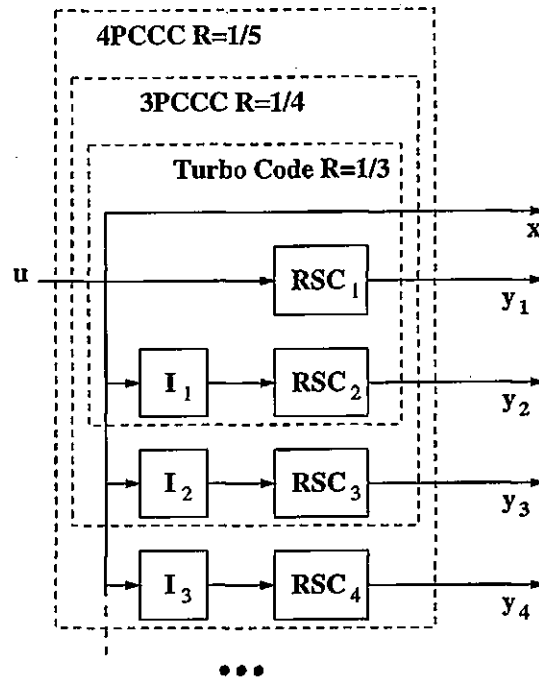 4PCCC R=1/5
3PCCC R=1/4
Turbo Code R=1/3
x
u
RSC₁
y₁
I₁
RSC₂
y₂
I₂
RSC₃
y₃
I₃
RSC₄
y₄
•••